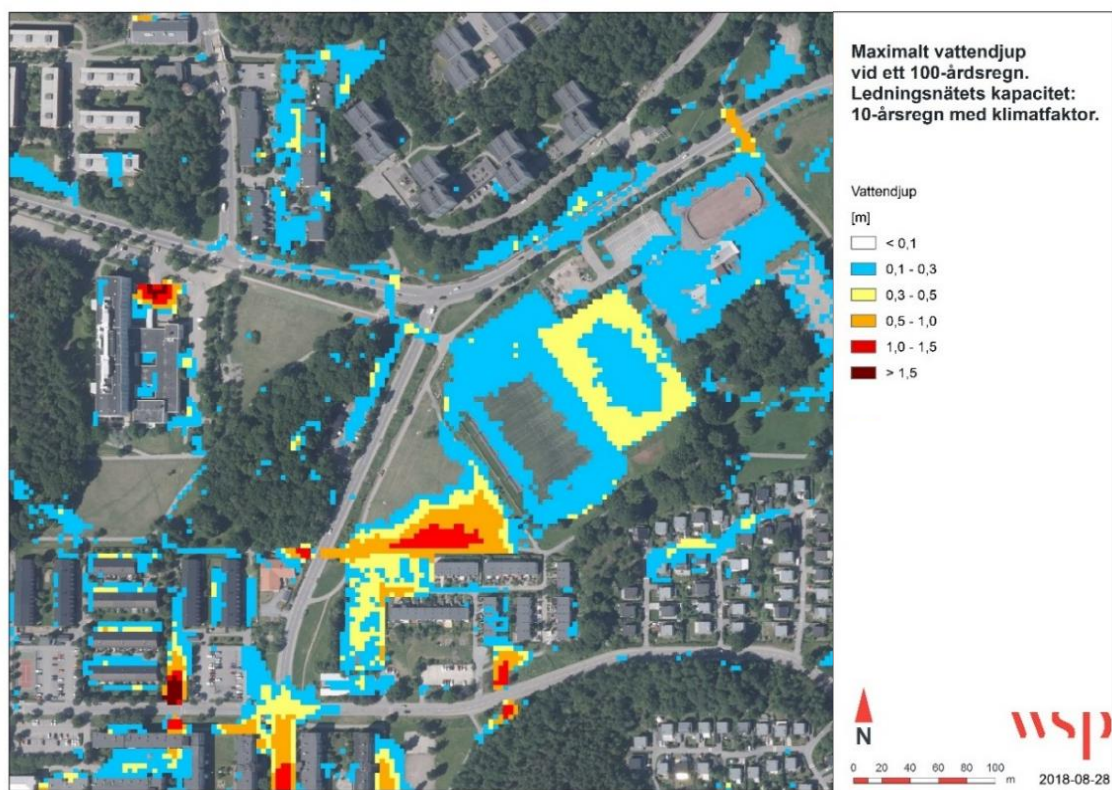 Maximalt vattendjup
vid ett 100-årdsregn.
Ledningsnätets kapacitet:
10-årsregn med klimatfaktor.
Vattendjup
[m]
< 0,1
0,1 - 0,3
0,3 - 0,5
0,5 - 1,0
1,0 - 1,5
> 1,5
N
wsp
0 20 40 60 80 100
m
2018-08-28